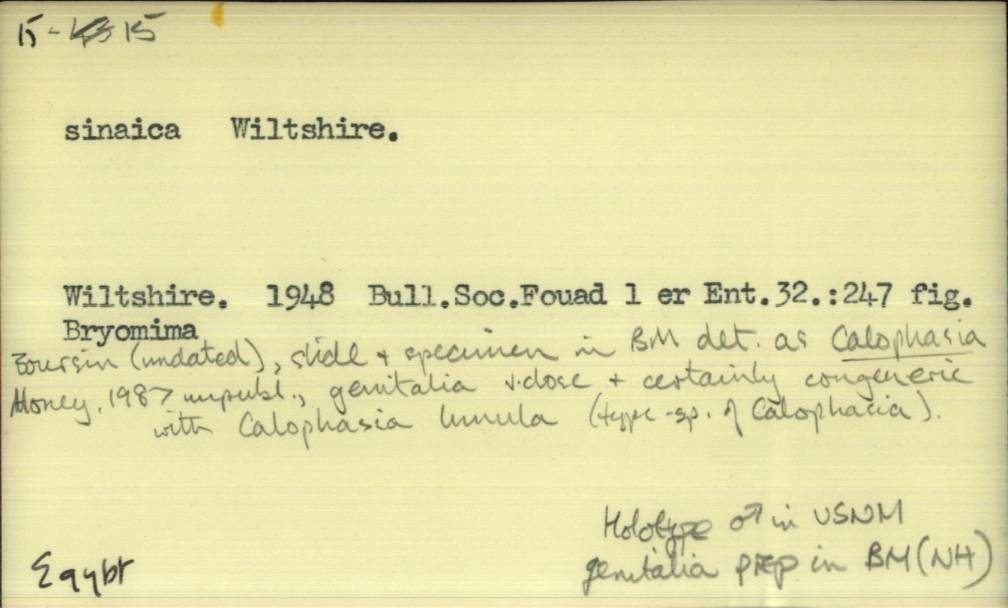 15-15
sinaica Wiltshire.
Wiltshire. 1948 Bull.Soc.Fouad 1 er Ent.32.:247 fig.
Bryomima
Boursin (undated), slide + specimen in BM det. as Calophasia
Honey, 1987 unpubl., genitalia v.close + certainly congeneric
with Calophasia lunula (type-sp. of Calophasia).
Holotype ♂ in USNM
genitalia prep in BM(NH)
Egypt